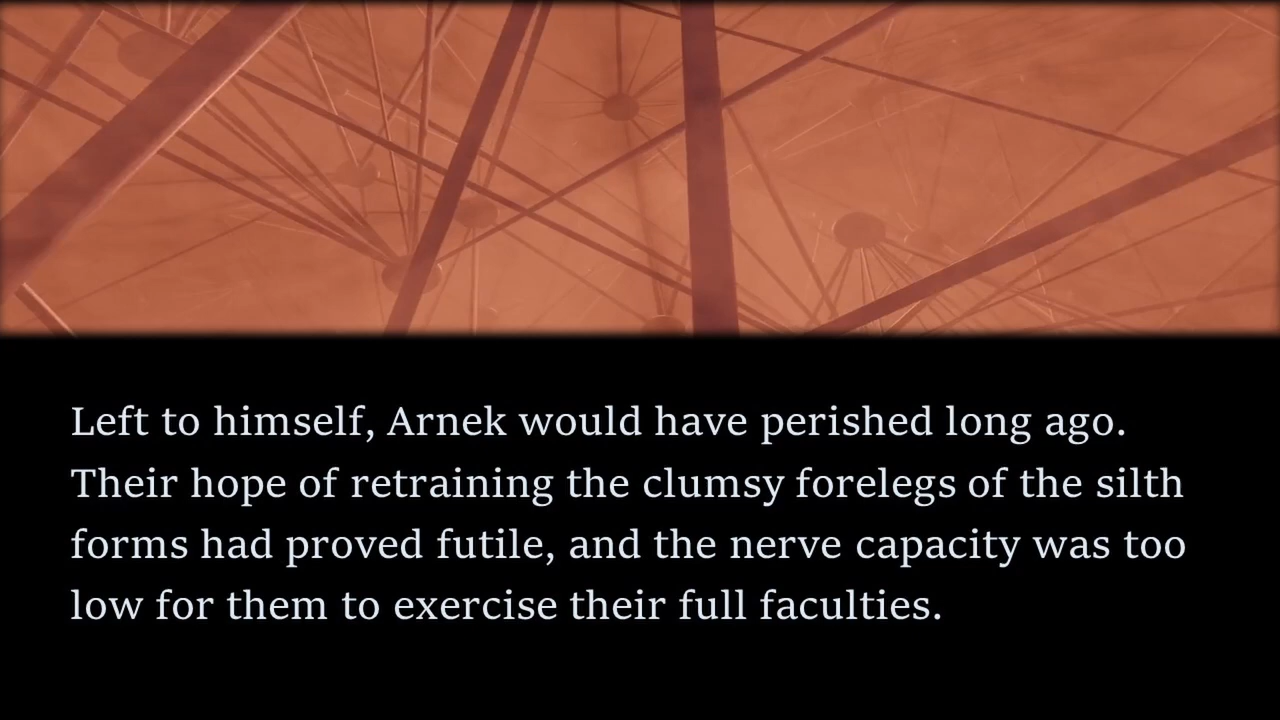 Left to himself, Arnek would have perished long ago.
Their hope of retraining the clumsy forelegs of the silth
forms had proved futile, and the nerve capacity was too
low for them to exercise their full faculties.